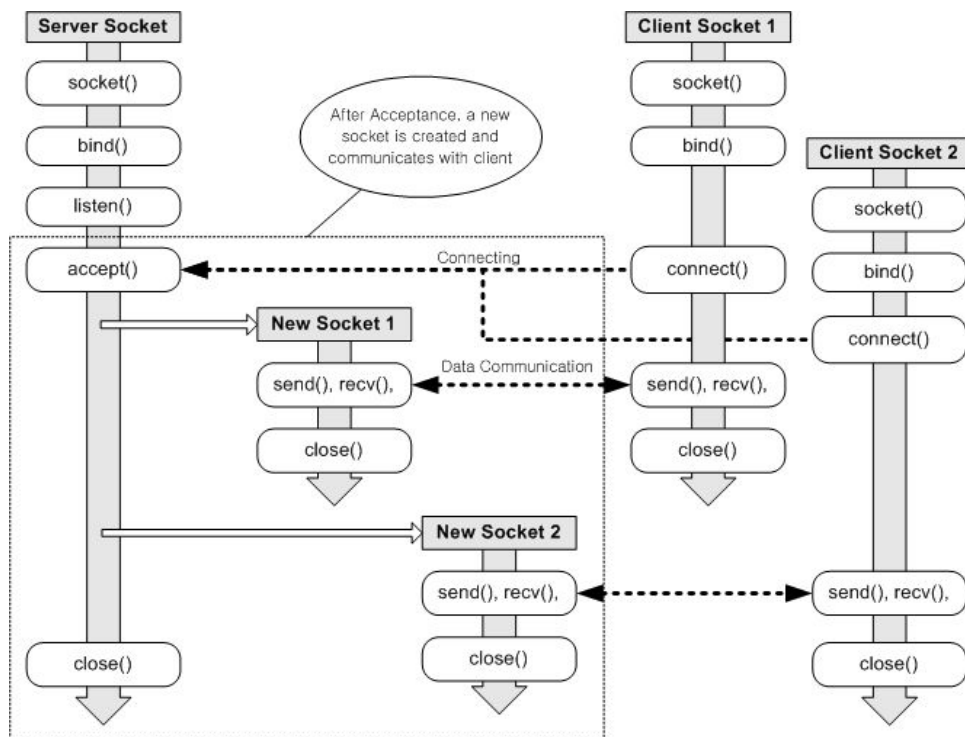 Server Socket
socket()
bind()
listen()
accept()
close()
After Acceptance, a new
socket is created and
communicates with client
Connecting
New Socket 1
send(), recv(),
close()
Data Communication
New Socket 2
send(), recv(),
close()
Client Socket 1
socket()
bind()
connect()
send(), recv(),
close()
Client Socket 2
socket()
bind()
connect()
send(), recv(),
close()